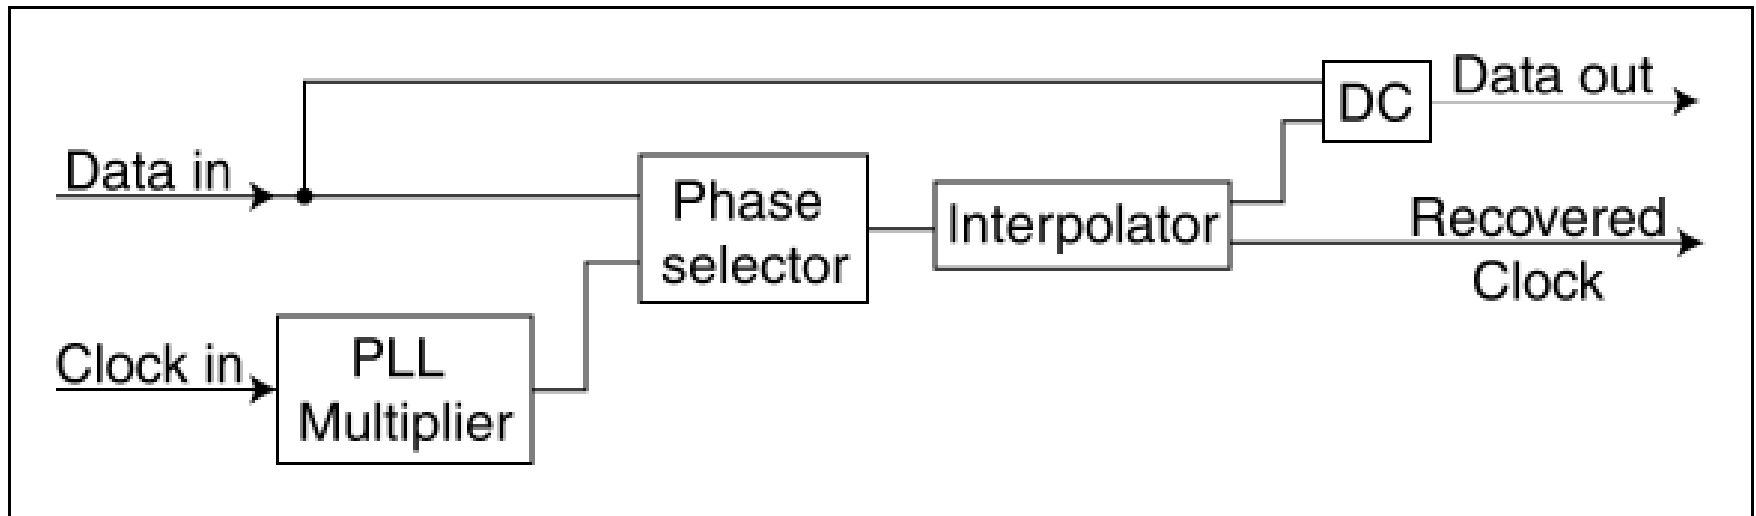 Data in
Clock in
PLL
Multiplier
Phase
selector
Interpolator
DC
Data out
Recovered
Clock